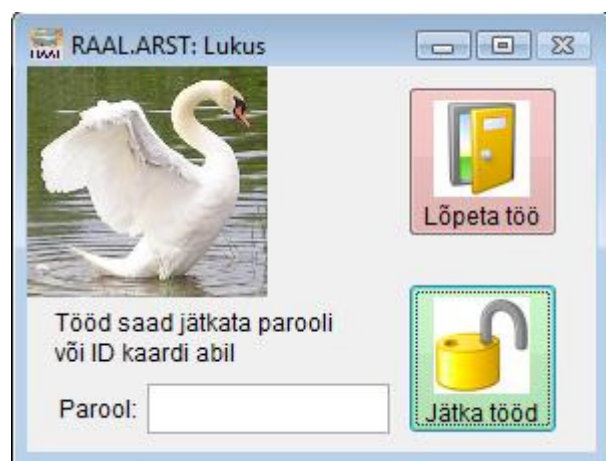 RAAL.ARST: Lukus
Lõpeta töö
Tööd saad jätkata parooli
või ID kaardi abil
Parool:
Jätka tööd